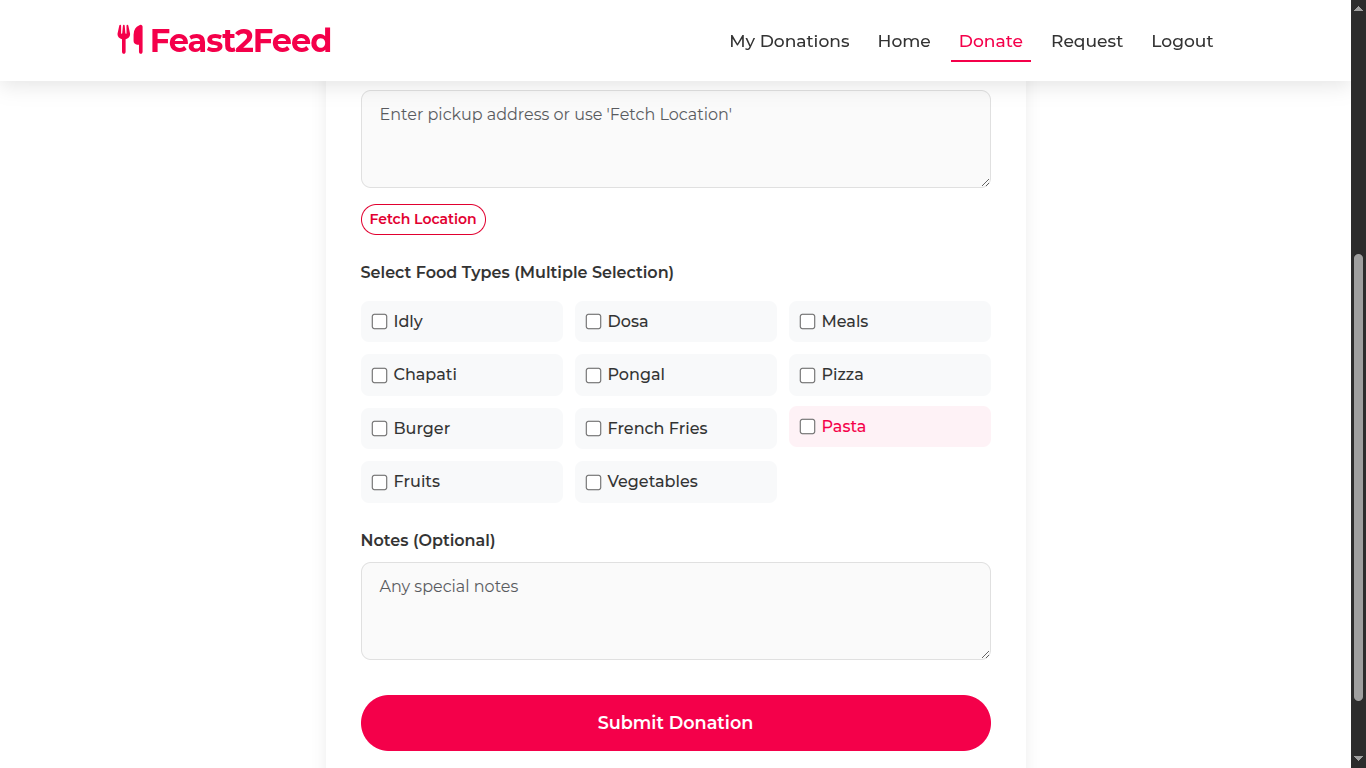 Feast2Feed
My Donations Home Donate Request Logout
Enter pickup address or use 'Fetch Location'
Fetch Location
Select Food Types (Multiple Selection)
Idly Dosa Meals
Chapati Pongal Pizza
Burger French Fries Pasta
Fruits Vegetables
Notes (Optional)
Any special notes
Submit Donation